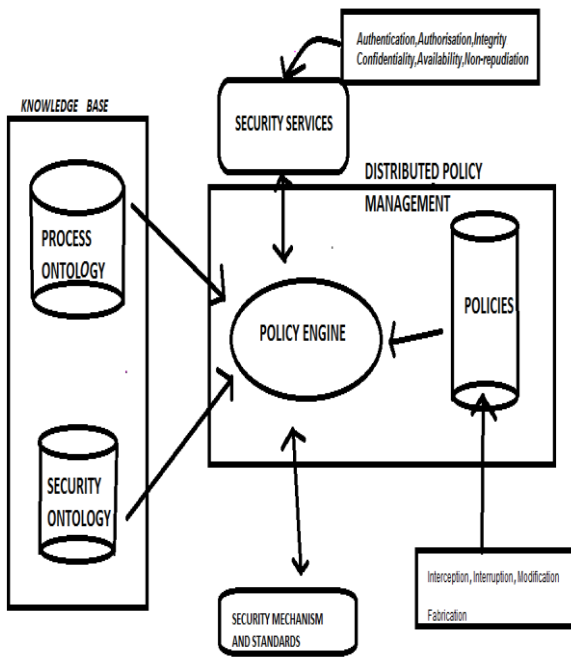 Authentication,Authorisation,Integrity
Confidentiality,Availability,Non-repudiation
KNOWLEDGE BASE
SECURITY SERVICES
DISTRIBUTED POLICY
MANAGEMENT
PROCESS
ONTOLOGY
POLICY ENGINE
POLICIES
SECURITY
ONTOLOGY
Interception, Interruption, Modification
Fabrication
SECURITY MECHANISM
AND STANDARDS